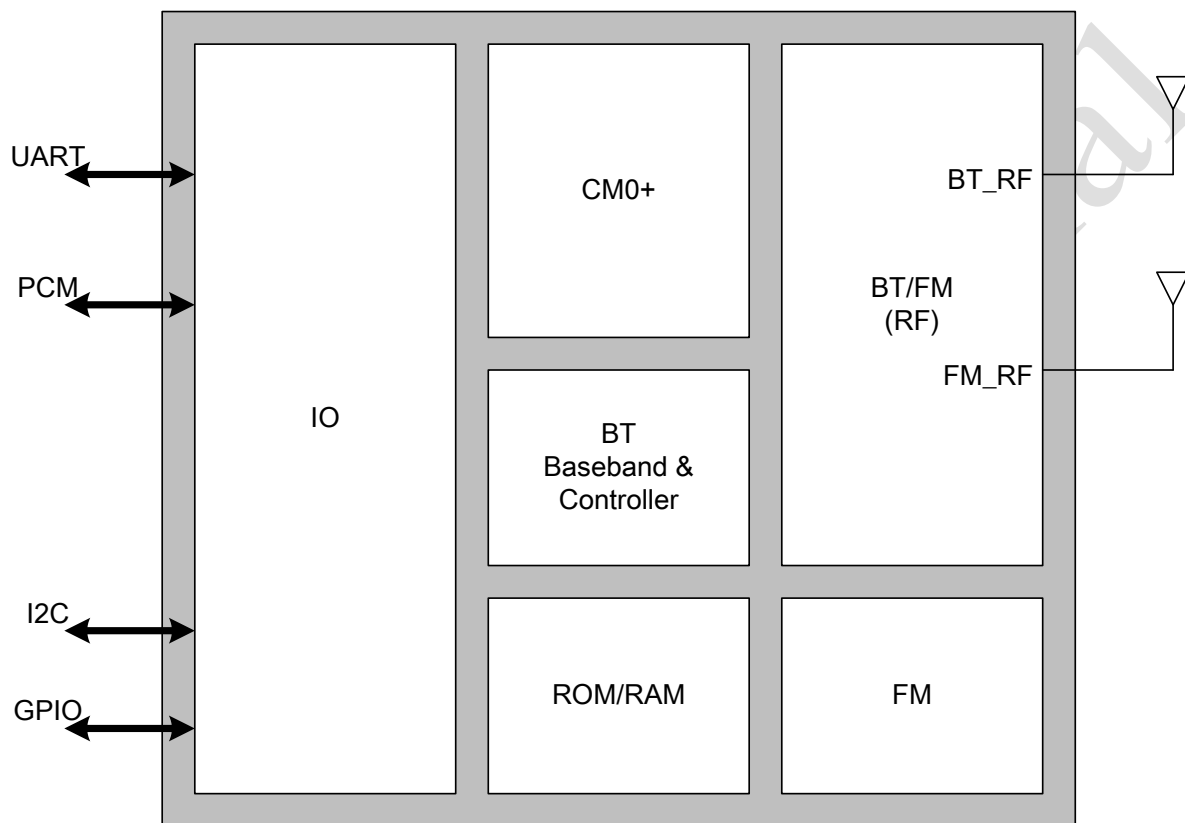 UART
PCM
I2C
GPIO
IO
CM0+
BT
Baseband &
Controller
ROM/RAM
BT_RF
BT/FM
(RF)
FM_RF
FM